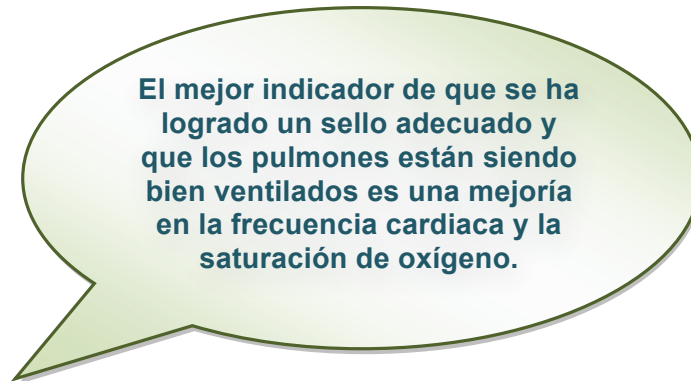 El mejor indicador de que se ha
logrado un sello adecuado y
que los pulmones están siendo
bien ventilados es una mejoría
en la frecuencia cardiaca y la
saturación de oxígeno.